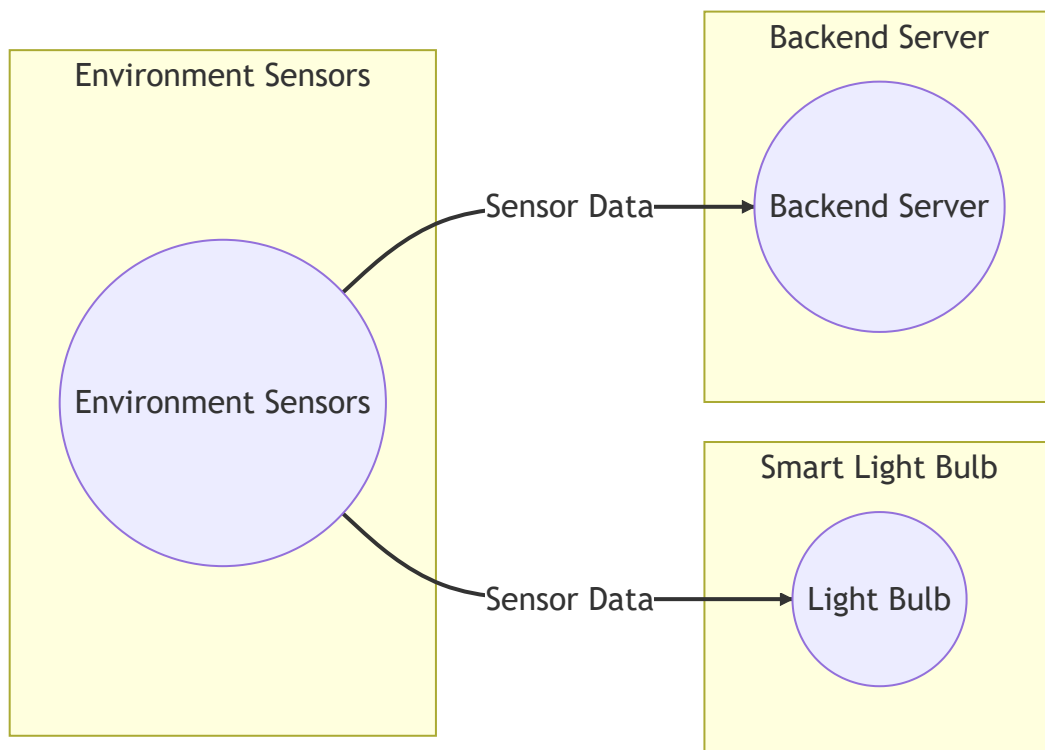 Environment Sensors
Environment Sensors
Sensor Data
Sensor Data
Backend Server
Backend Server
Smart Light Bulb
Light Bulb